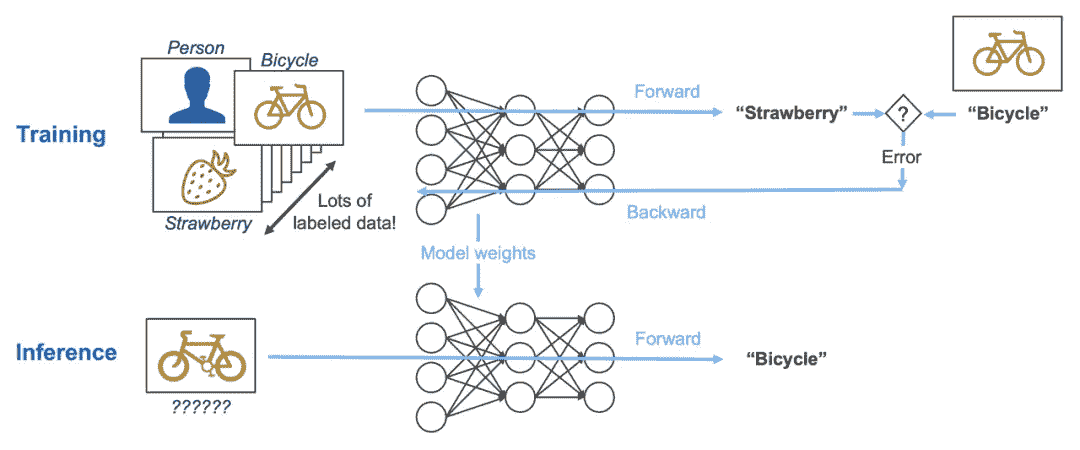 Person
Bicycle
Training
Strawberry
Lots of
labeled data!
Forward
“Strawberry”
?
“Bicycle”
Error
Backward
Model weights
Inference
??????
Forward
“Bicycle”